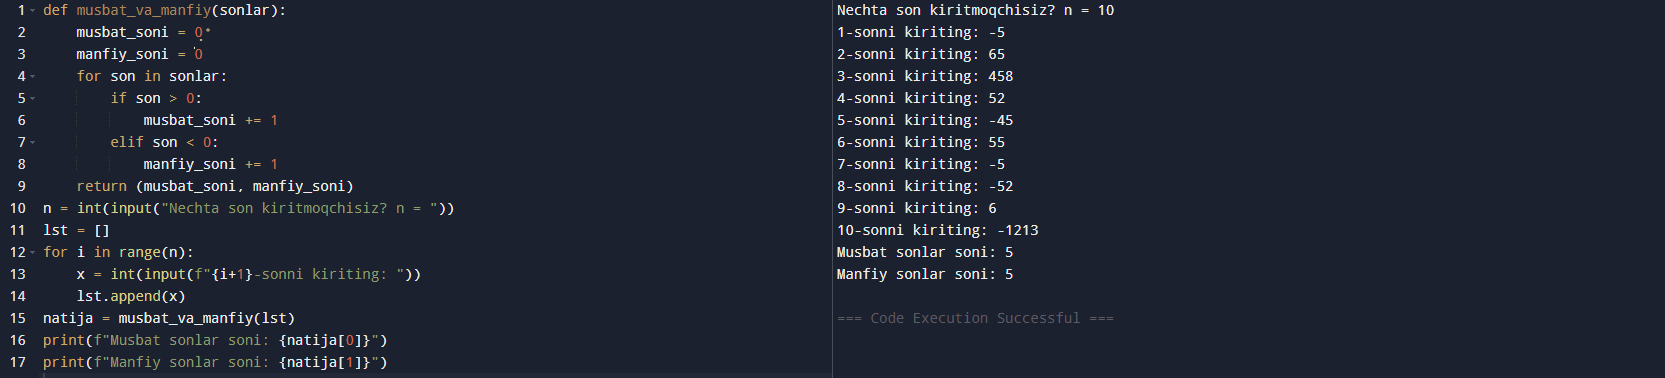 1 def musbat_va_manfiy(sonlar):
2     musbat_soni = 0
3     manfiy_soni = 0
4     for son in sonlar:
5         if son > 0:
6             musbat_soni += 1
7         elif son < 0:
8             manfiy_soni += 1
9     return (musbat_soni, manfiy_soni)
10 n = int(input("Nechta son kiritmoqchisiz? n = "))
11 lst = []
12 for i in range(n):
13     x = int(input(f"{i+1}-sonni kiriting: "))
14     lst.append(x)
15 natija = musbat_va_manfiy(lst)
16 print(f"Musbat sonlar soni: {natija[0]}")
17 print(f"Manfiy sonlar soni: {natija[1]}")
Nechta son kiritmoqchisiz? n = 10
1-sonni kiriting: -5
2-sonni kiriting: 65
3-sonni kiriting: 458
4-sonni kiriting: 52
5-sonni kiriting: -45
6-sonni kiriting: 55
7-sonni kiriting: -5
8-sonni kiriting: -52
9-sonni kiriting: 6
10-sonni kiriting: -1213
Musbat sonlar soni: 5
Manfiy sonlar soni: 5
=== Code Execution Successful ===